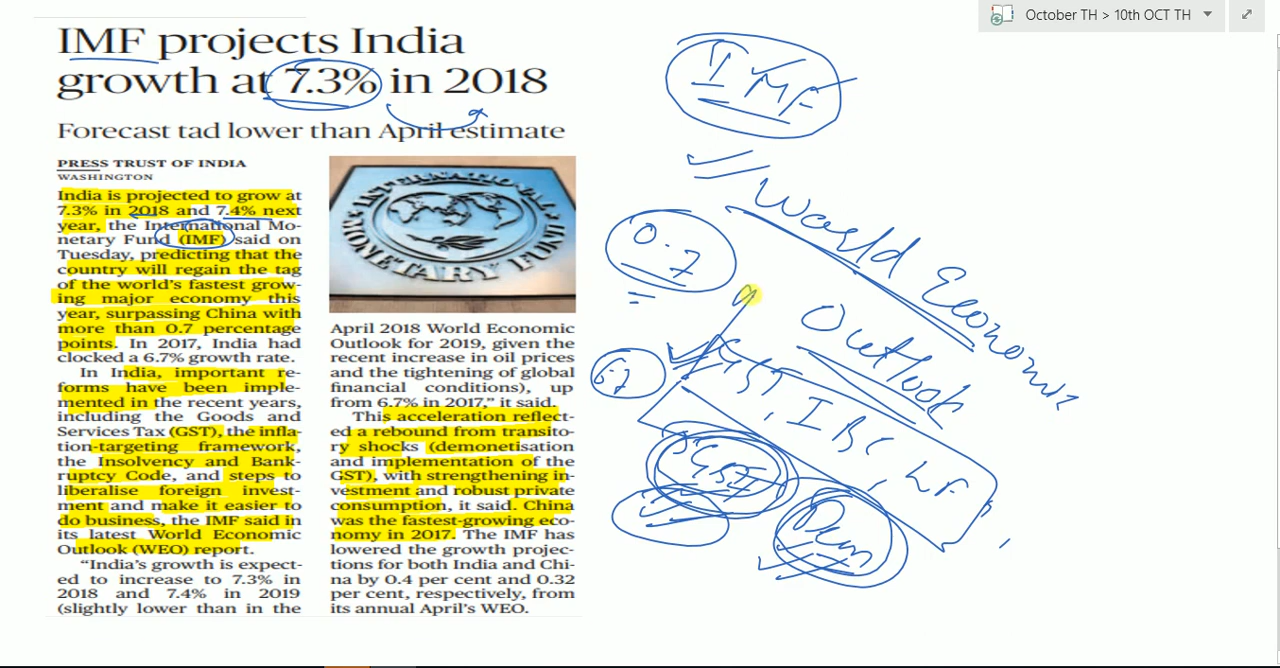 October TH > 10th OCT TH
IMF projects India
growth at 7.3% in 2018
Forecast tad lower than April estimate
PRESS TRUST OF INDIA
WASHINGTON
India is projected to grow at
7.3% in 2018 and 7.4% next
year, the International Mo-
netary Fund (IMF) said on
Tuesday, predicting that the
country will regain the tag
of the world's fastest grow-
ing major economy this
year, surpassing China with
more than 0.7 percentage
points. In 2017, India had
clocked a 6.7% growth rate.
In India, important re-
forms have been imple-
mented in the recent years,
including the Goods and
Services Tax (GST), the infla-
tion-targeting framework,
the Insolvency and Bank-
ruptcy Code, and steps to
liberalise foreign invest-
ment and make it easier to
do business, the IMF said in
its latest World Economic
Outlook (WEO) report.
"India's growth is expect-
ed to increase to 7.3% in
2018 and 7.4% in 2019
(slightly lower than in the
INTERNATIONAL
MONETARY FUND
April 2018 World Economic
Outlook for 2019, given the
recent increase in oil prices
and the tightening of global
financial conditions), up
from 6.7% in 2017," it said.
This acceleration reflect-
ed a rebound from transito-
ry shocks (demonetisation
and implementation of the
GST), with strengthening in-
vestment and robust private
consumption, it said. China
was the fastest-growing eco-
nomy in 2017. The IMF has
lowered the growth projec-
tions for both India and Chi-
na by 0.4 per cent and 0.32
per cent, respectively, from
its annual April's WEO.
IMF
World Economic
Outlook
0.7
6.7
GST, IBC, LF
GST
Dem